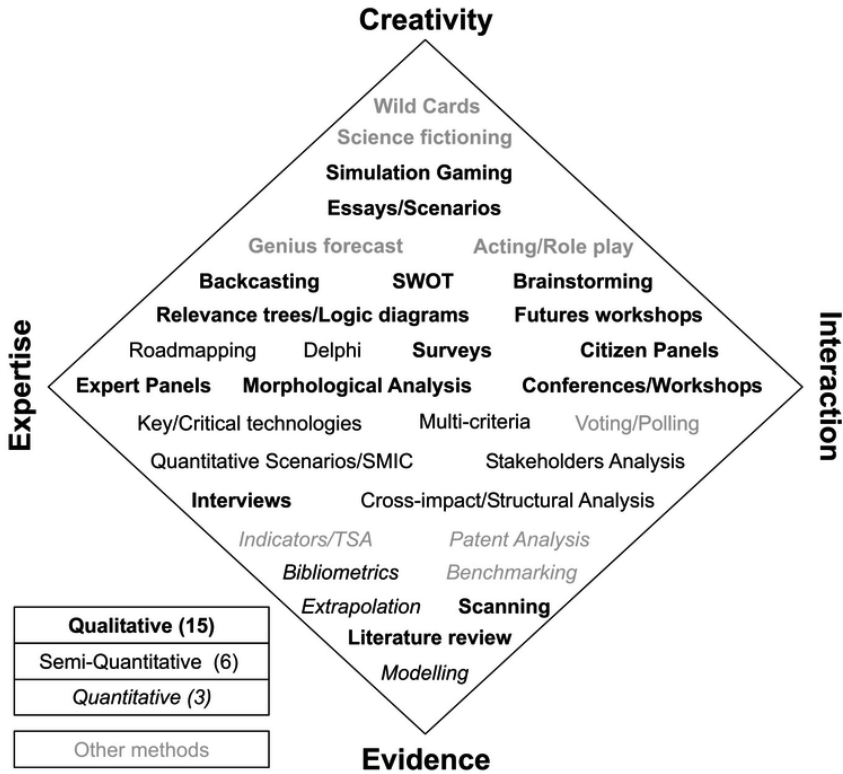 Creativity
Wild Cards
Science fictioning
Simulation Gaming
Essays/Scenarios
Genius forecast Acting/Role play
Backcasting SWOT Brainstorming
Relevance trees/Logic diagrams Futures workshops
Roadmapping Delphi Surveys Citizen Panels
Expert Panels Morphological Analysis Conferences/Workshops
Key/Critical technologies Multi-criteria Voting/Polling
Quantitative Scenarios/SMIC Stakeholders Analysis
Interviews Cross-impact/Structural Analysis
Indicators/TSA Patent Analysis
Bibliometrics Benchmarking
Extrapolation Scanning
Literature review
Modelling
Evidence
Expertise
Interaction
Qualitative (15)
Semi-Quantitative (6)
Quantitative (3)
Other methods